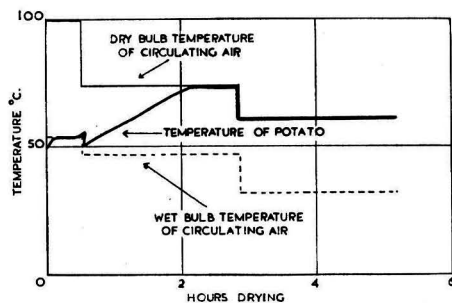 100
DRY BULB TEMPERATURE
OF CIRCULATING AIR
TEMPERATURE °C.
50
TEMPERATURE OF POTATO
WET BULB TEMPERATURE
OF CIRCULATING AIR
0
0
2
4
6
HOURS DRYING